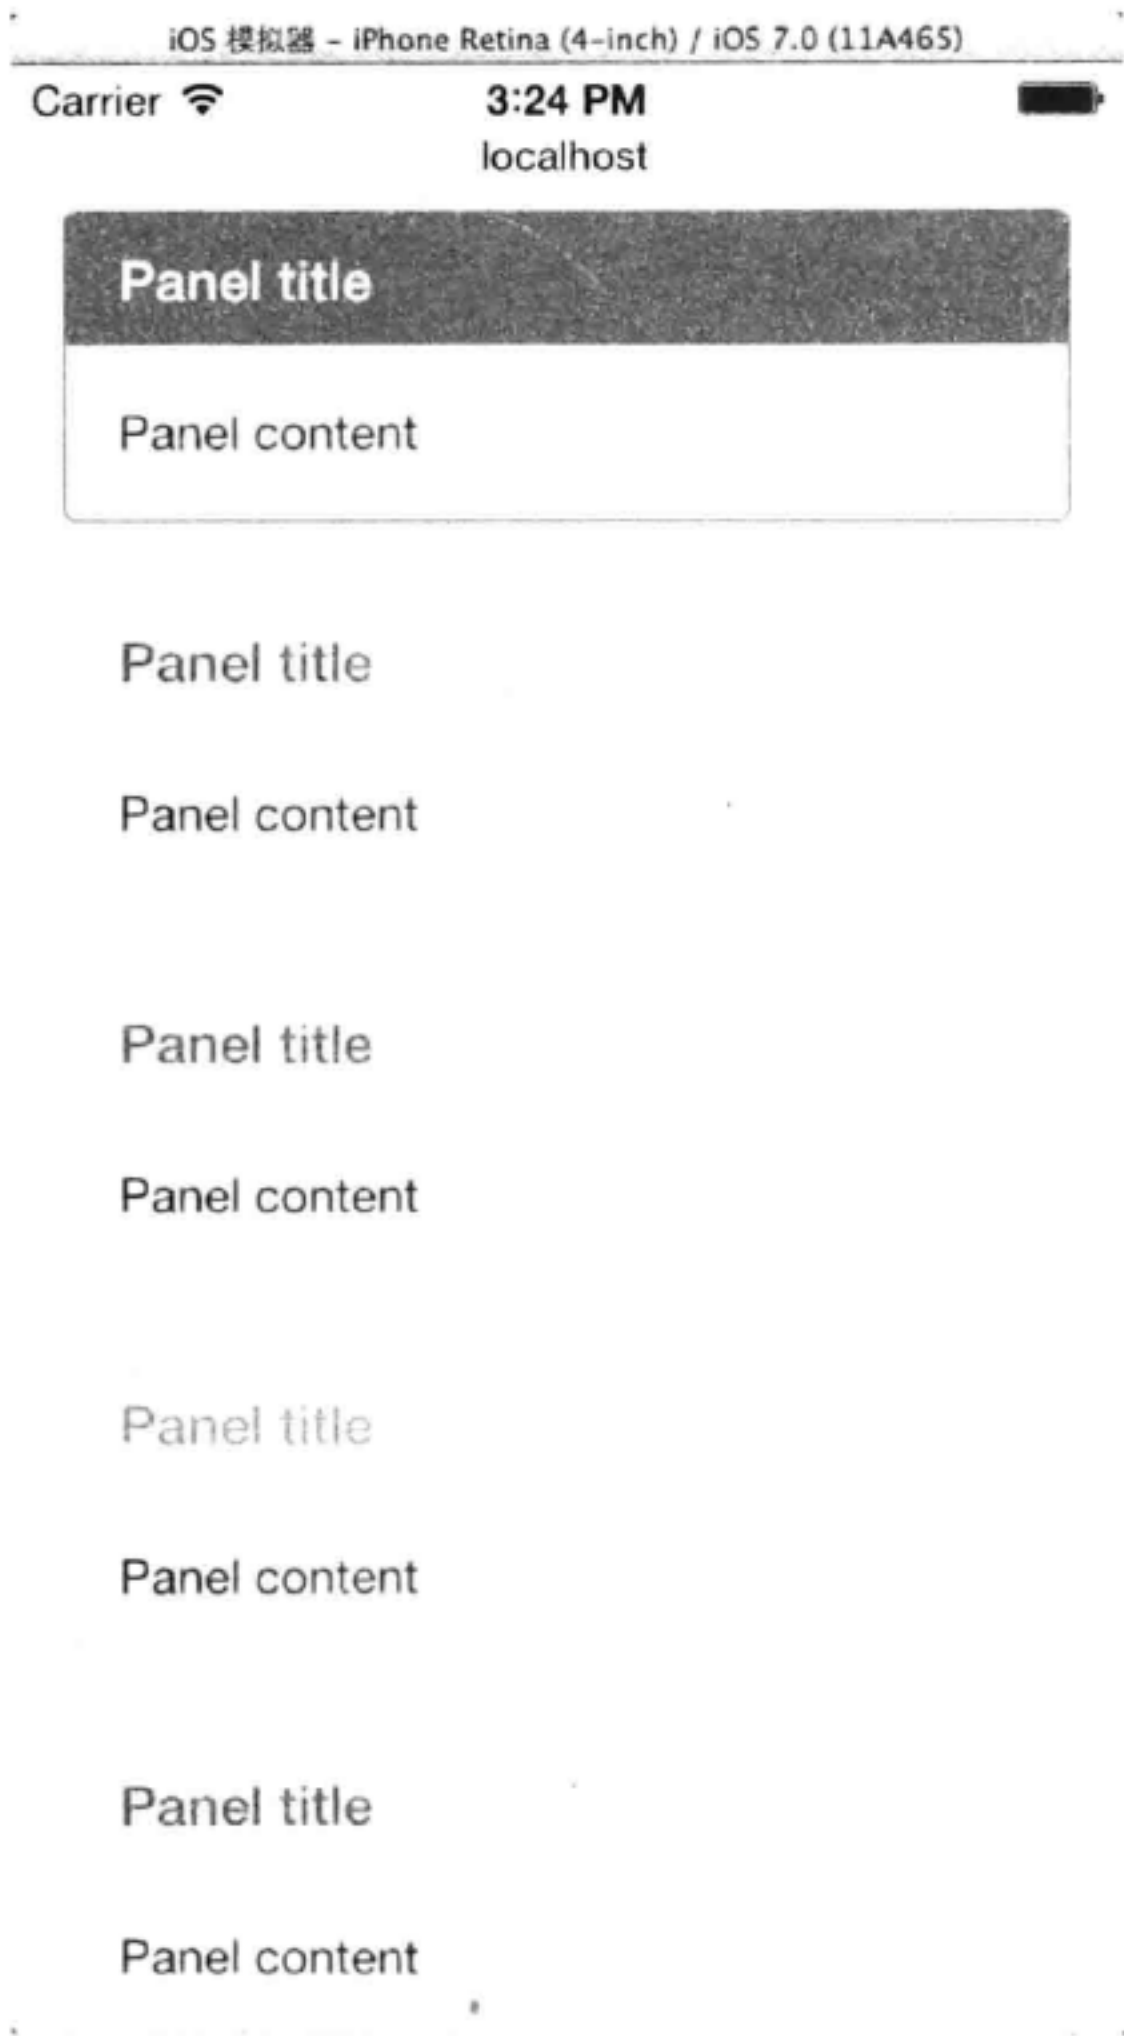 iOS 模拟器 – iPhone Retina (4-inch) / iOS 7.0 (11A465)
Carrier 3:24 PM
localhost
Panel title
Panel content
Panel title
Panel content
Panel title
Panel content
Panel title
Panel content
Panel title
Panel content